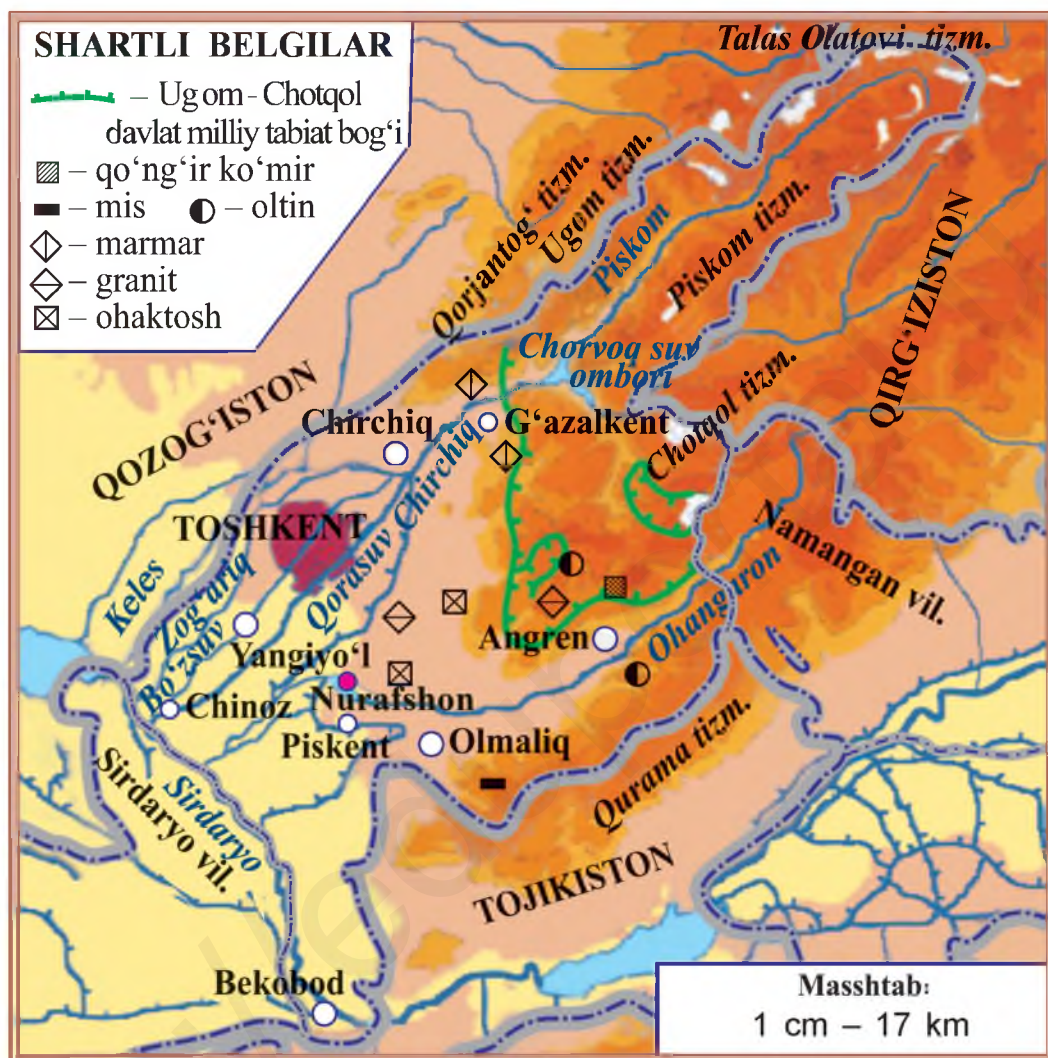 SHARTLI BELGILAR
– Ugom - Chotqol
davlat milliy tabiat bog‘i
– qo‘ng‘ir ko‘mir
– mis – oltin
– marmar
– granit
– ohaktosh
Talas Olatovi tizm.
Qorjantog‘ tizm.
Ugom tizm.
Piskom
Piskom tizm.
QIRG‘IZISTON
Chorvoq suv
ombori
Chotqol tizm.
QOZOG‘ISTON
Chirchiq
G‘azalkent
Chirchiq
TOSHKENT
Qorasuv
Keles
Zog‘ariq
Bo‘zsuv
Namangan vil.
Ohangaron
Angren
Yangiyo‘l
Nurafshon
Chinoz
Piskent
Olmaliq
Qurama tizm.
Sirdaryo
Sirdaryo vil.
TOJIKISTON
Bekobod
Masshtab:
1 cm – 17 km